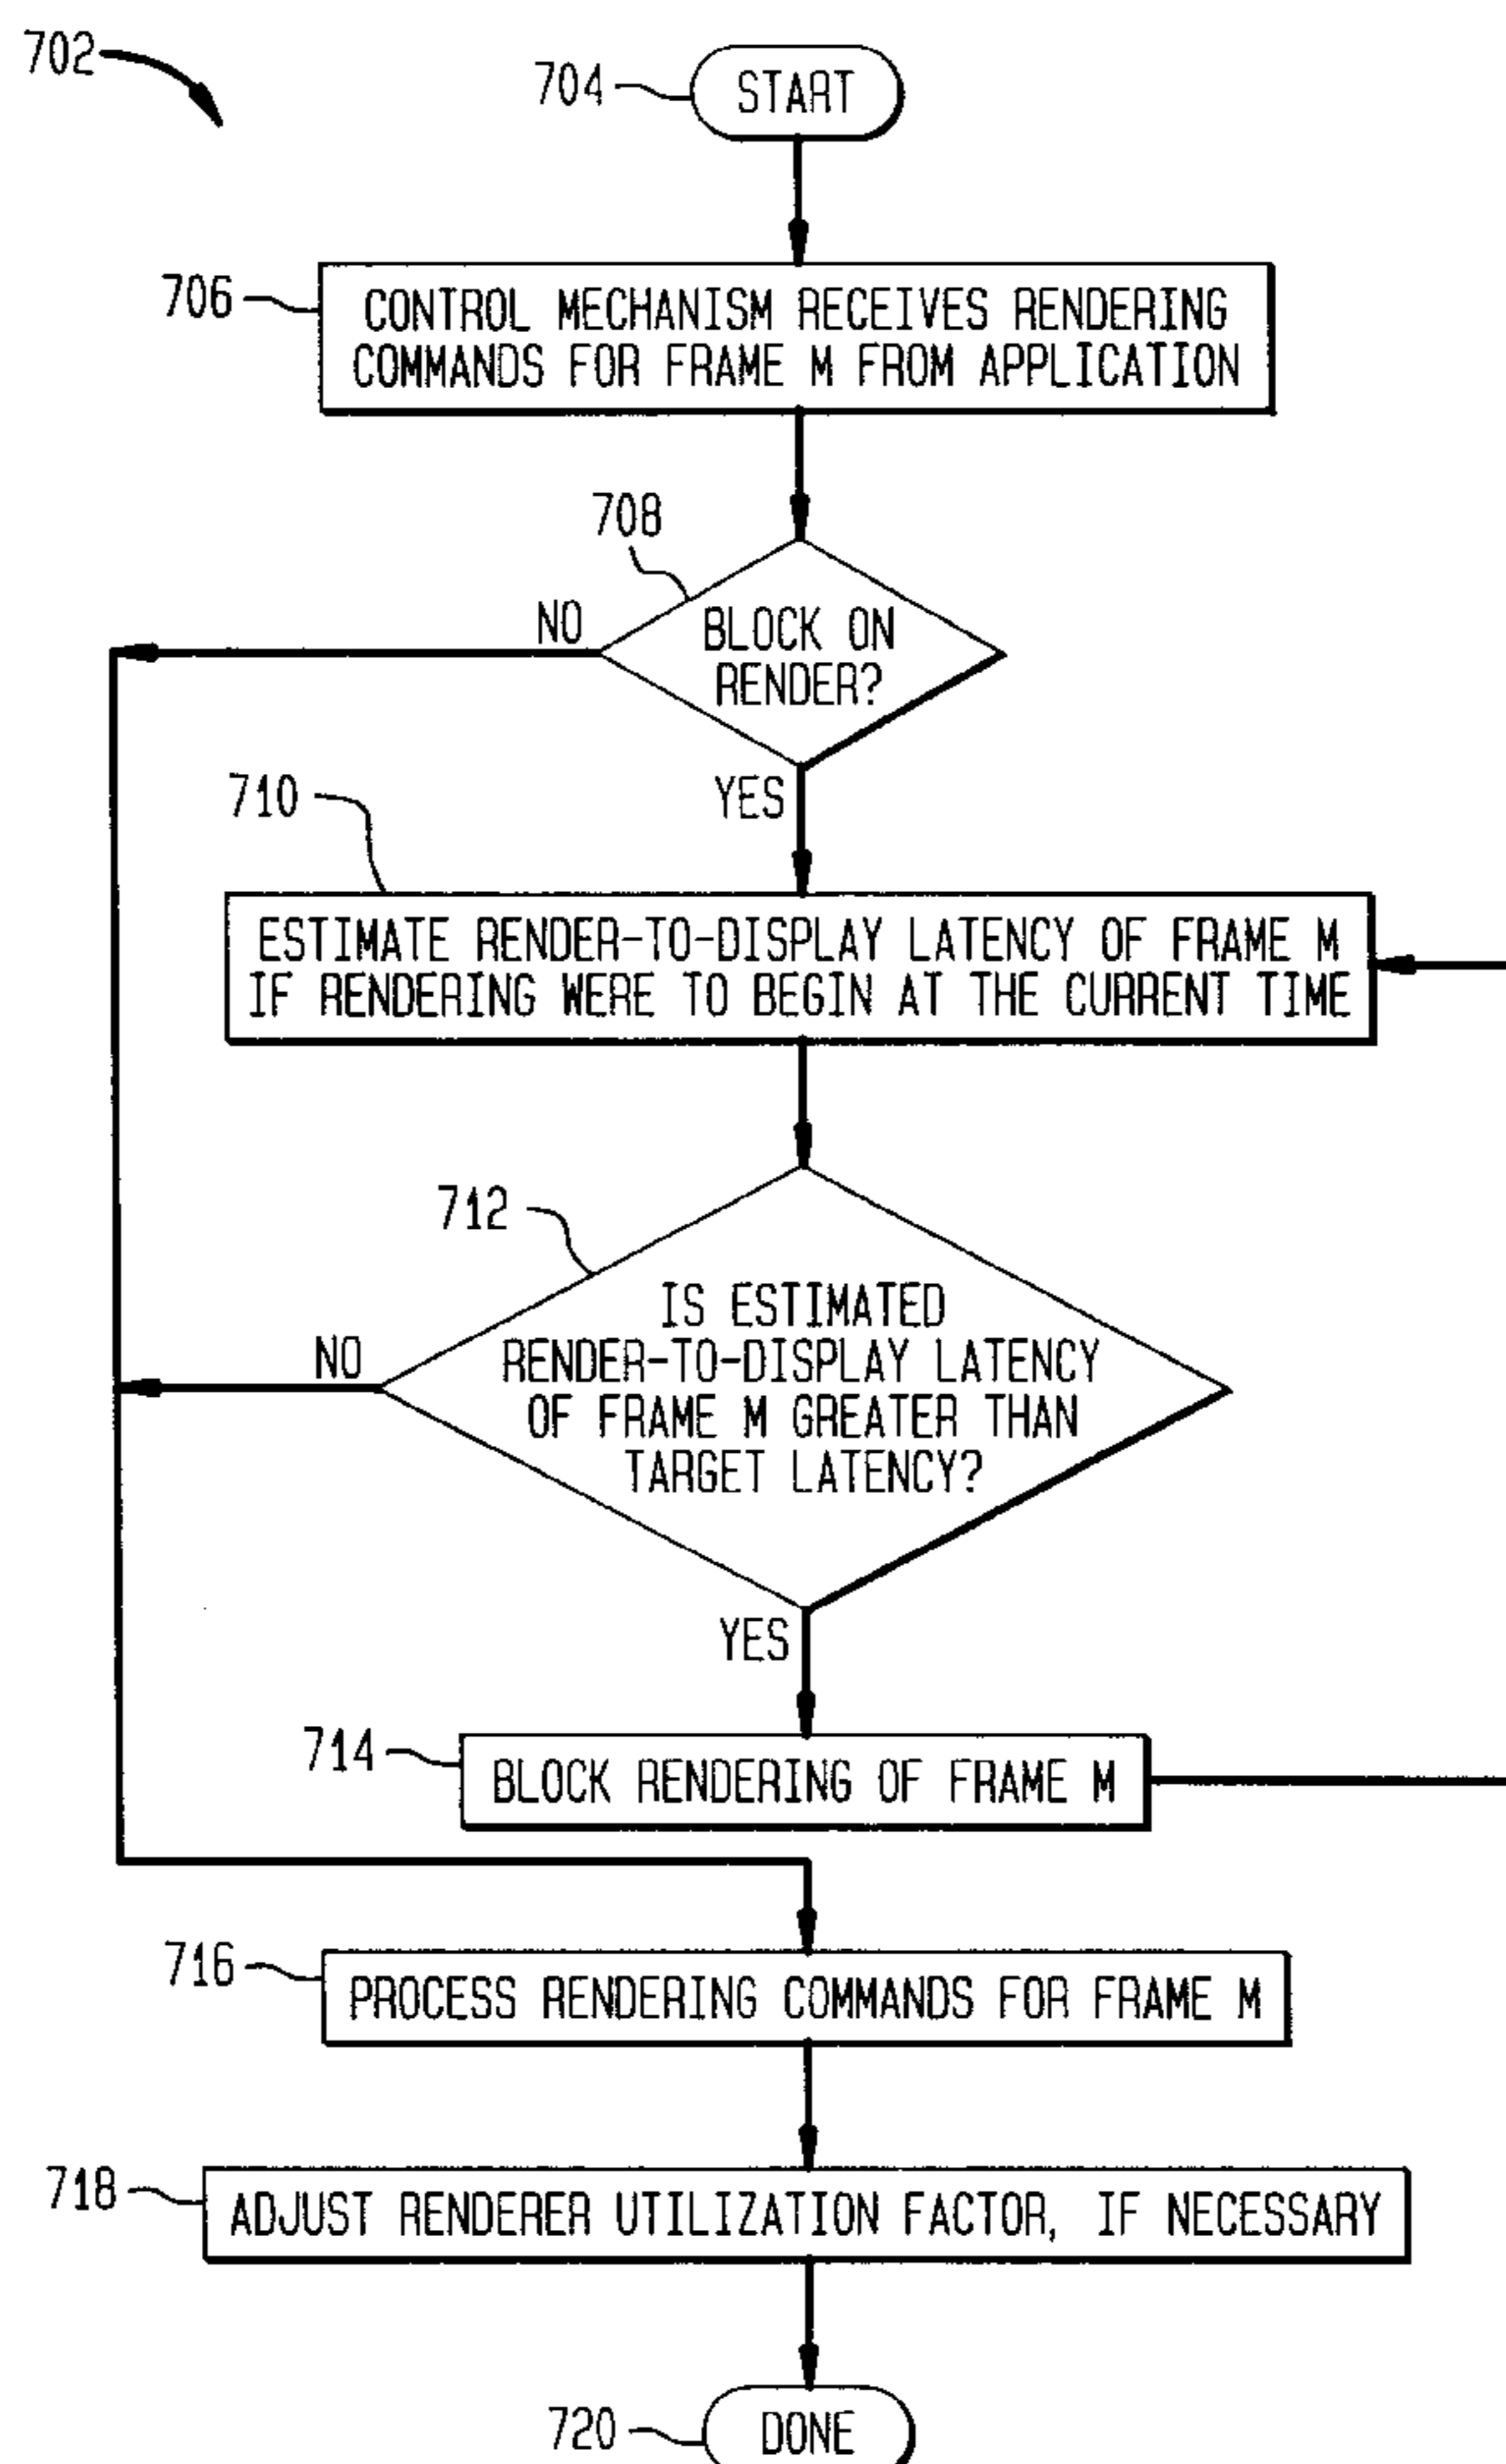 702
704
START
706
CONTROL MECHANISM RECEIVES RENDERING
COMMANDS FOR FRAME M FROM APPLICATION
708
NO
BLOCK ON
RENDER?
YES
710
ESTIMATE RENDER-TO-DISPLAY LATENCY OF FRAME M
IF RENDERING WERE TO BEGIN AT THE CURRENT TIME
712
NO
IS ESTIMATED
RENDER-TO-DISPLAY LATENCY
OF FRAME M GREATER THAN
TARGET LATENCY?
YES
714
BLOCK RENDERING OF FRAME M
716
PROCESS RENDERING COMMANDS FOR FRAME M
718
ADJUST RENDERER UTILIZATION FACTOR, IF NECESSARY
720
DONE